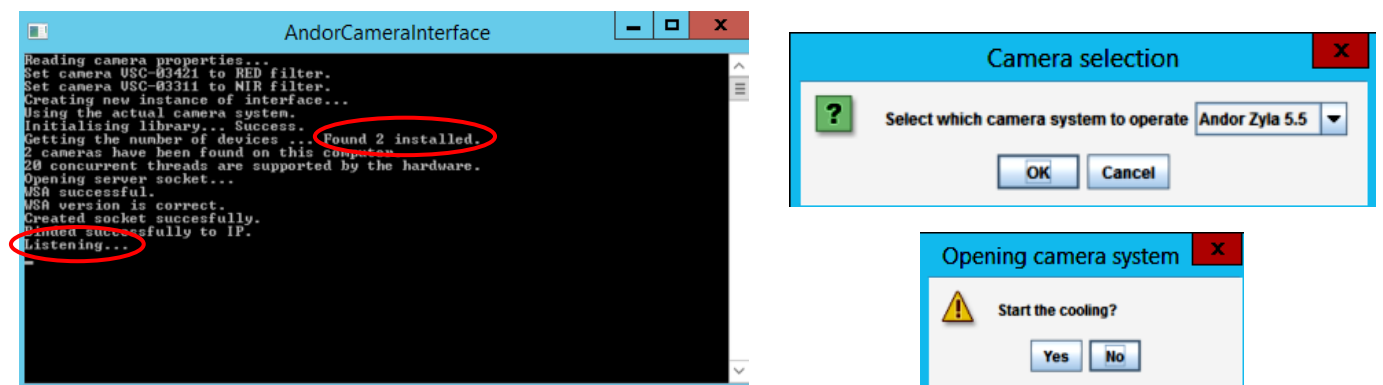 AndorCameraInterface
Reading camera properties...
Set camera VSC-03421 to RED filter.
Set camera VSC-03311 to NIR filter.
Creating new instance of interface...
Using the actual camera system.
Initialising library... Success.
Getting the number of devices ... Found 2 installed.
2 cameras have been found on this computer.
20 concurrent threads are supported by the hardware.
Opening server socket...
WSA successful.
WSA version is correct.
Created socket succesfully.
Binded successfully to IP.
Listening...
Camera selection
Select which camera system to operate Andor Zyla 5.5
OK Cancel
Opening camera system
Start the cooling?
Yes No